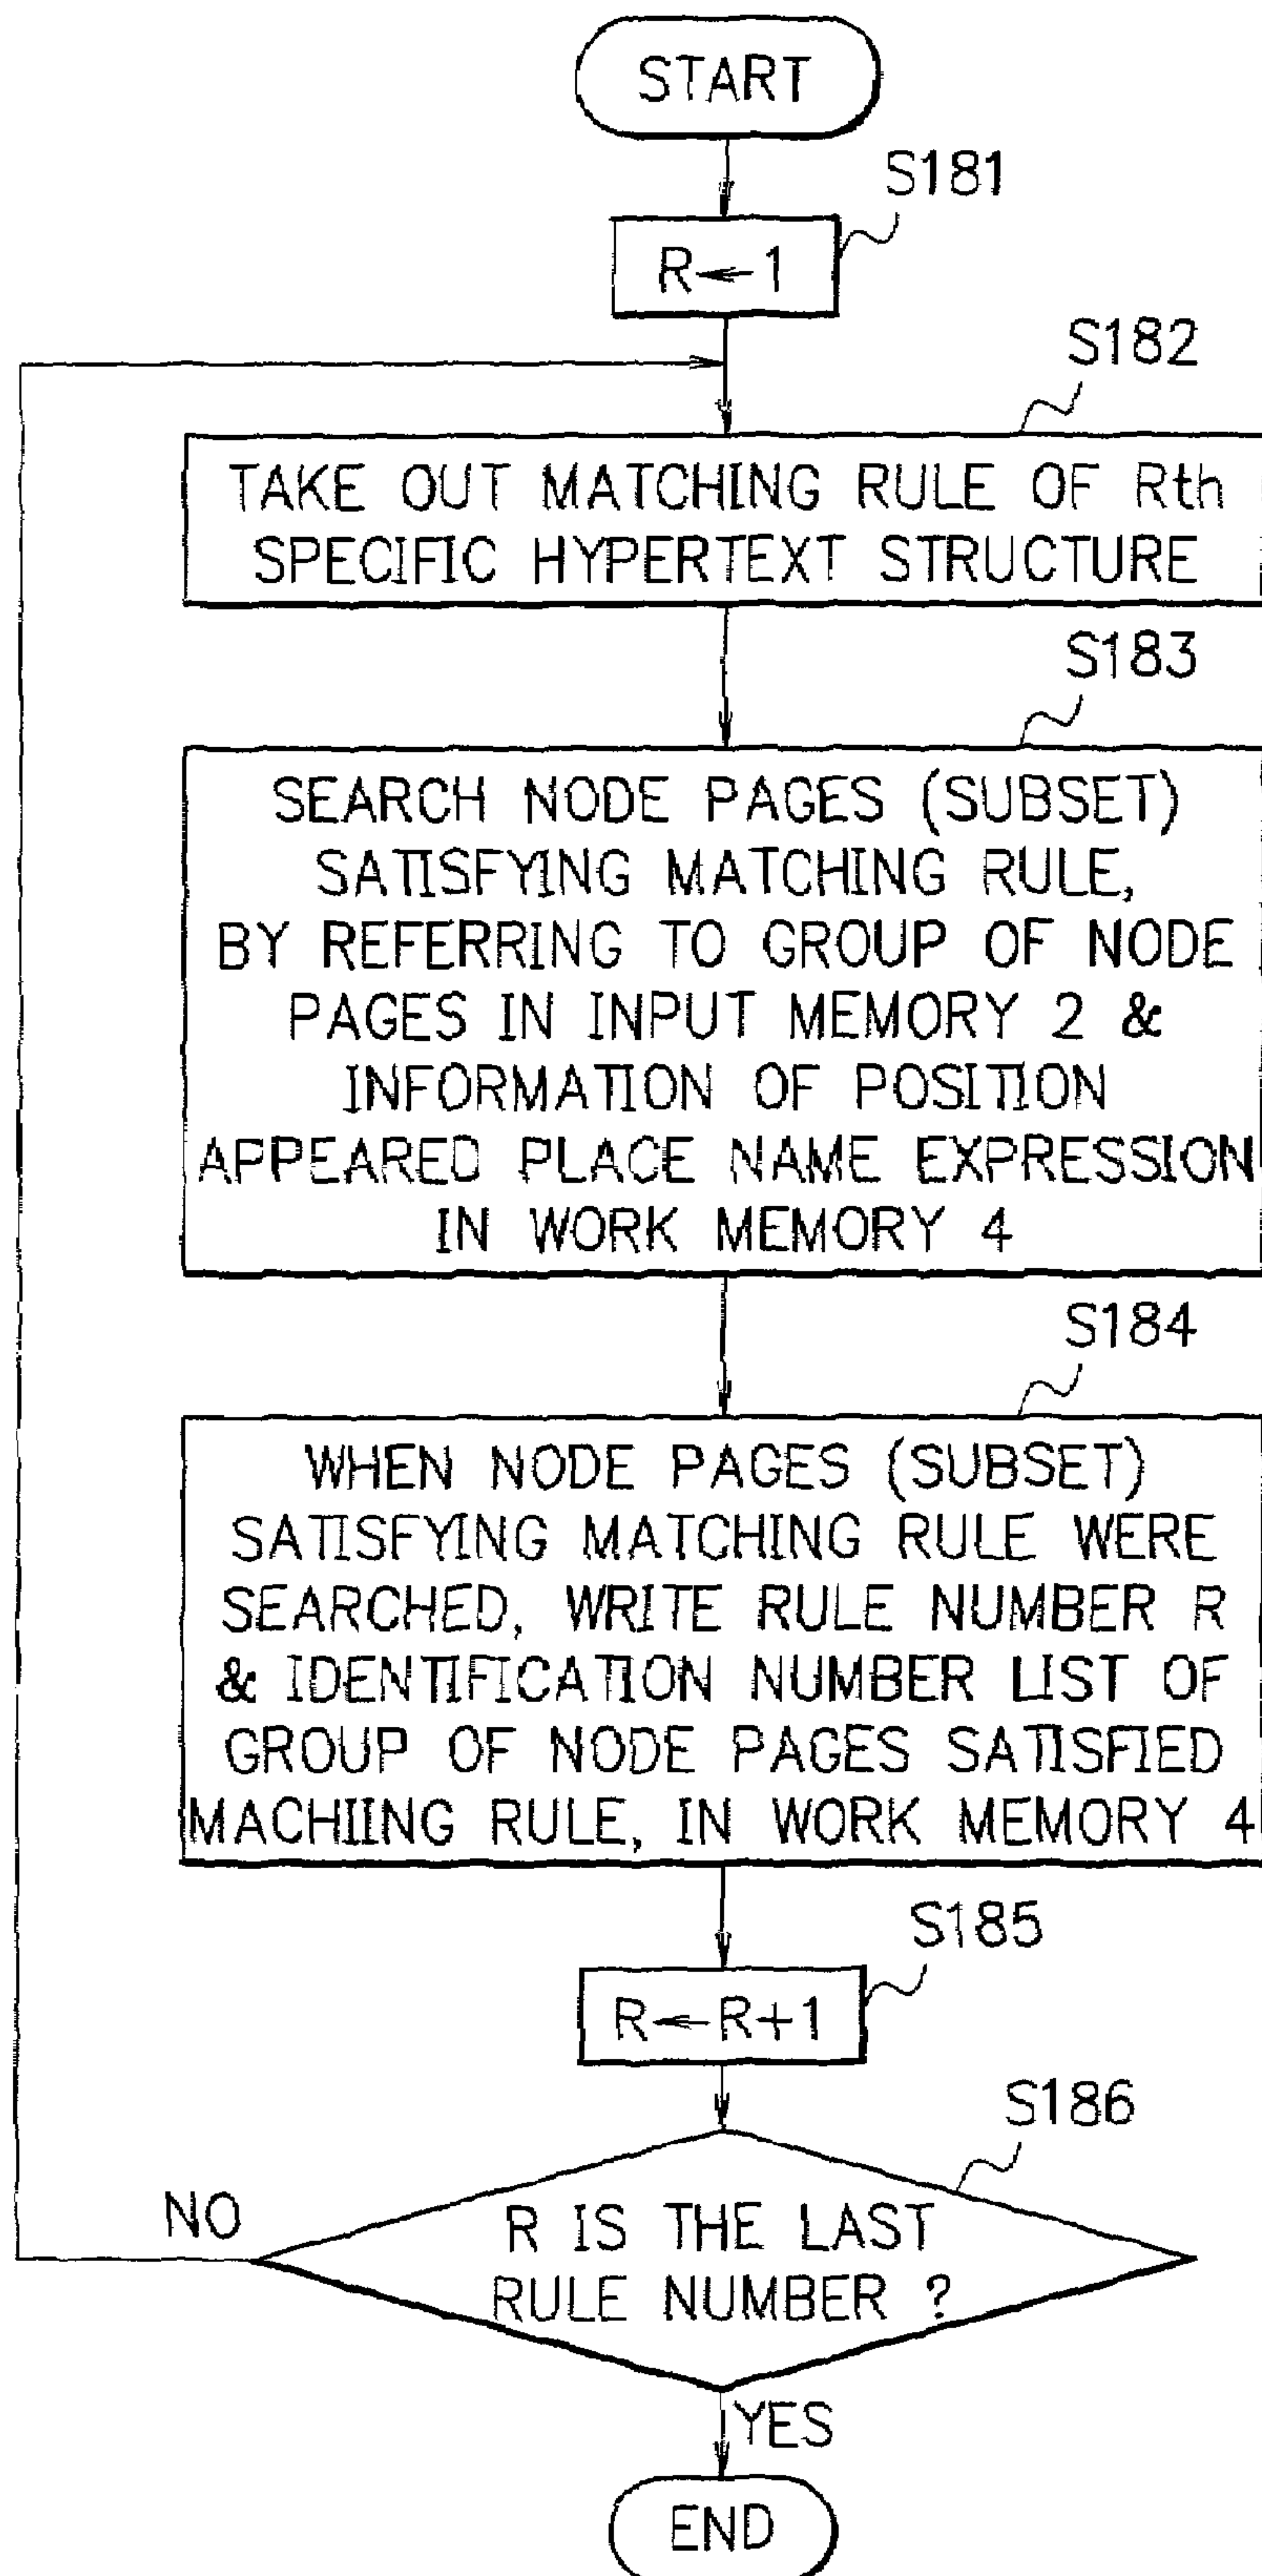 START
S181
R←1
S182
TAKE OUT MATCHING RULE OF Rth
SPECIFIC HYPERTEXT STRUCTURE
S183
SEARCH NODE PAGES (SUBSET)
SATISFYING MATCHING RULE,
BY REFERRING TO GROUP OF NODE
PAGES IN INPUT MEMORY 2 &
INFORMATION OF POSITION
APPEARED PLACE NAME EXPRESSION
IN WORK MEMORY 4
S184
WHEN NODE PAGES (SUBSET)
SATISFYING MATCHING RULE WERE
SEARCHED, WRITE RULE NUMBER R
& IDENTIFICATION NUMBER LIST OF
GROUP OF NODE PAGES SATISFIED
MACHIING RULE, IN WORK MEMORY 4
S185
R←R+1
S186
NO
R IS THE LAST
RULE NUMBER ?
YES
END